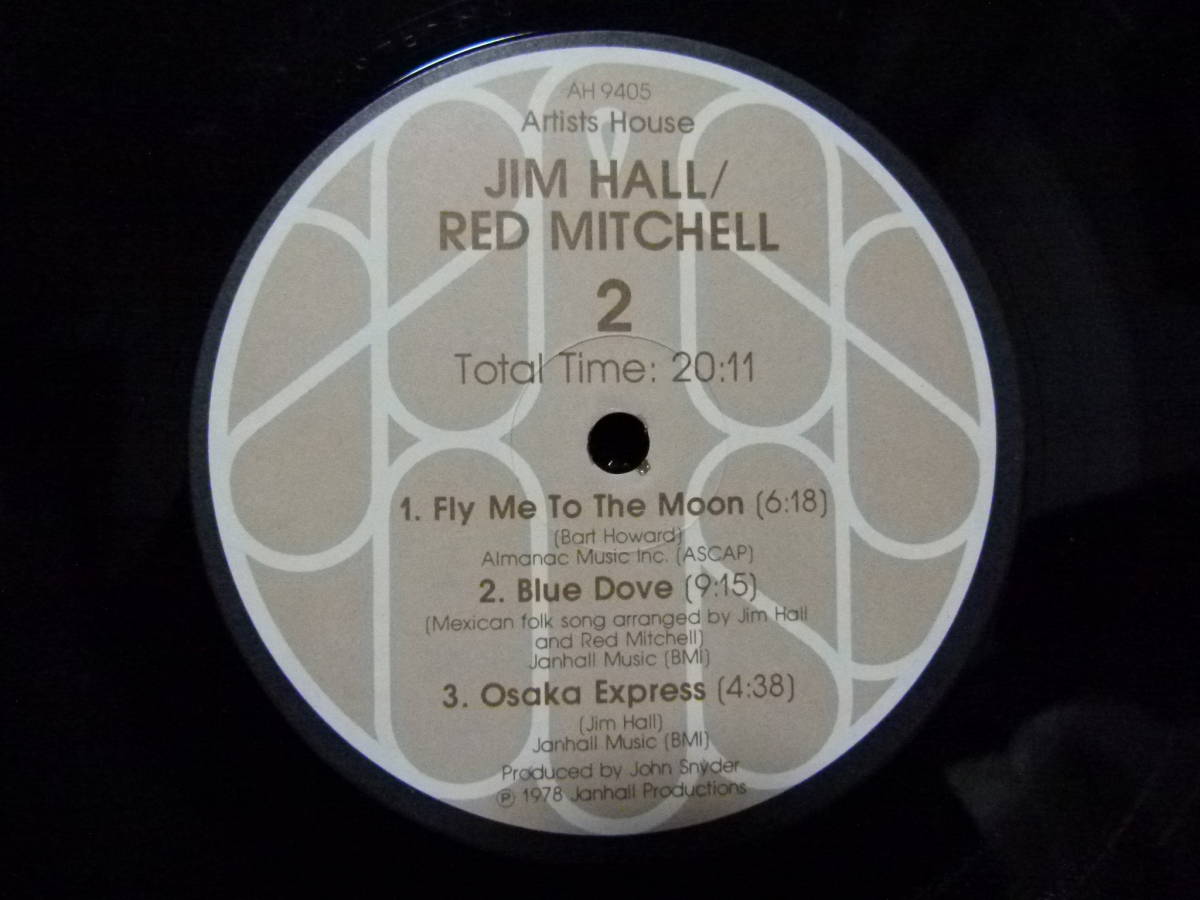 AH 9405
Artists House
JIM HALL/
RED MITCHELL
2
Total Time: 20:11
1. Fly Me To The Moon (6:18)
(Bart Howard)
Almanac Music Inc. (ASCAP)
2. Blue Dove (9:15)
(Mexican folk song arranged by Jim Hall
and Red Mitchell)
Janhall Music (BMI)
3. Osaka Express (4:38)
(Jim Hall)
Janhall Music (BMI)
Produced by John Snyder
℗ 1978 Janhall Productions